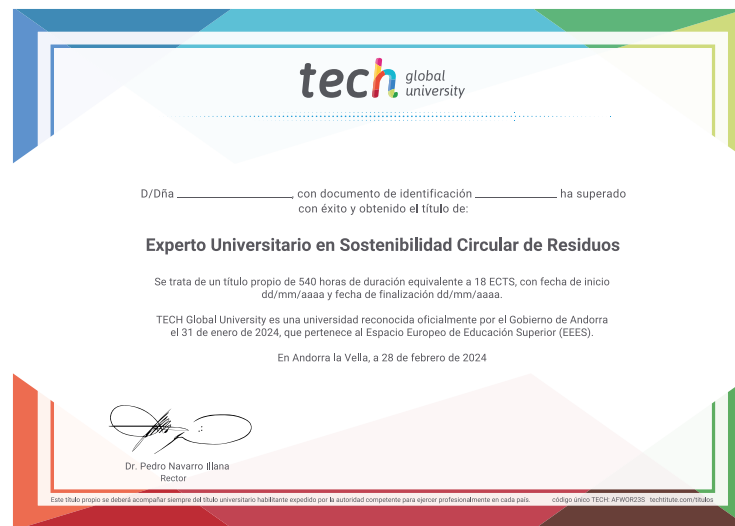 tech global university
D/Dña ____________________, con documento de identificación ______________ ha superado
con éxito y obtenido el título de:
Experto Universitario en Sostenibilidad Circular de Residuos
Se trata de un título propio de 540 horas de duración equivalente a 18 ECTS, con fecha de inicio
dd/mm/aaaa y fecha de finalización dd/mm/aaaa.
TECH Global University es una universidad reconocida oficialmente por el Gobierno de Andorra
el 31 de enero de 2024, que pertenece al Espacio Europeo de Educación Superior (EEES).
En Andorra la Vella, a 28 de febrero de 2024
Dr. Pedro Navarro Illana
Rector
Este título propio se deberá acompañar siempre del título universitario habilitante expedido por la autoridad competente para ejercer profesionalmente en cada país. código único TECH: AFWOR23S techtitute.com/titulos